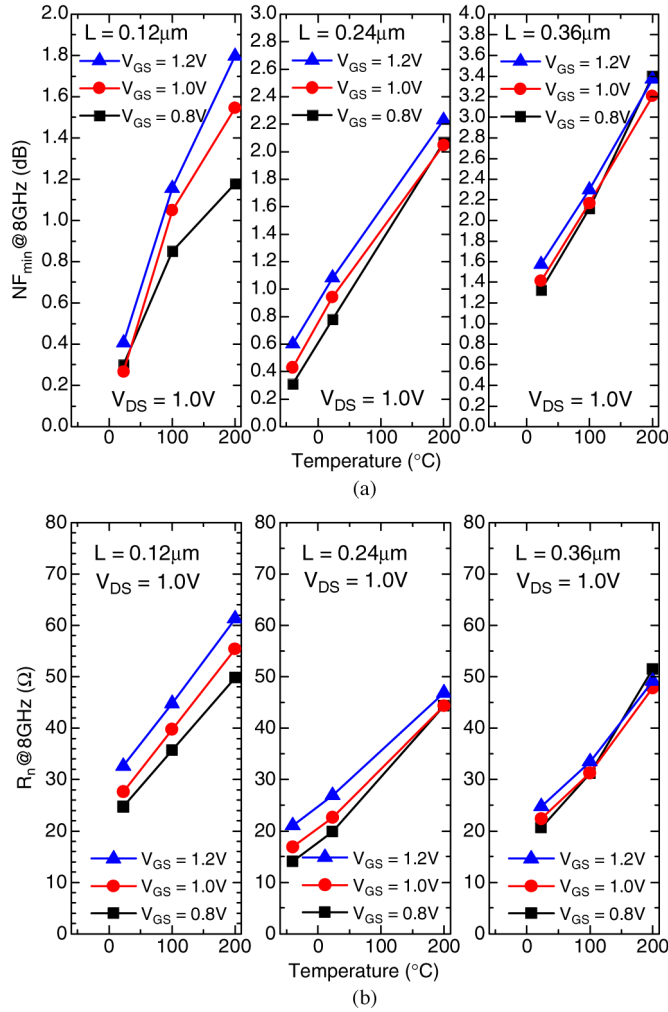 NFmin@8GHz (dB)
2.0
1.8
1.6
1.4
1.2
1.0
0.8
0.6
0.4
0.2
0.0
L = 0.12μm
VGS = 1.2V
VGS = 1.0V
VGS = 0.8V
VDS = 1.0V
0 100 200
3.0
2.8
2.6
2.4
2.2
2.0
1.8
1.6
1.4
1.2
1.0
0.8
0.6
0.4
0.2
0.0
L = 0.24μm
VGS = 1.2V
VGS = 1.0V
VGS = 0.8V
VDS = 1.0V
0 100 200
4.0
3.8
3.6
3.4
3.2
3.0
2.8
2.6
2.4
2.2
2.0
1.8
1.6
1.4
1.2
1.0
0.8
0.6
0.4
0.2
0.0
L = 0.36μm
VGS = 1.2V
VGS = 1.0V
VGS = 0.8V
VDS = 1.0V
0 100 200
Temperature (°C)
(a)
Rn@8GHz (Ω)
80
70
60
50
40
30
20
10
0
L = 0.12μm
VDS = 1.0V
VGS = 1.2V
VGS = 1.0V
VGS = 0.8V
0 100 200
80
70
60
50
40
30
20
10
0
L = 0.24μm
VDS = 1.0V
VGS = 1.2V
VGS = 1.0V
VGS = 0.8V
0 100 200
80
70
60
50
40
30
20
10
0
L = 0.36μm
VDS = 1.0V
VGS = 1.2V
VGS = 1.0V
VGS = 0.8V
0 100 200
Temperature (°C)
(b)